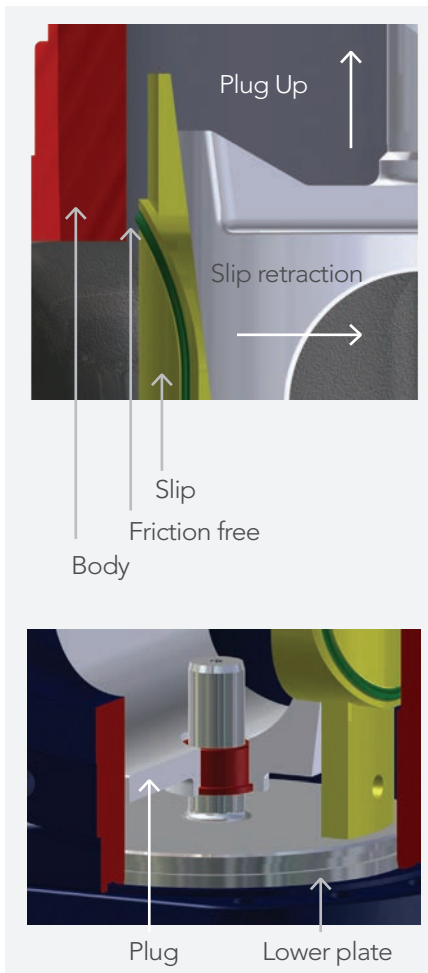 Plug Up
Slip retraction
Slip
Friction free
Body
Plug
Lower plate